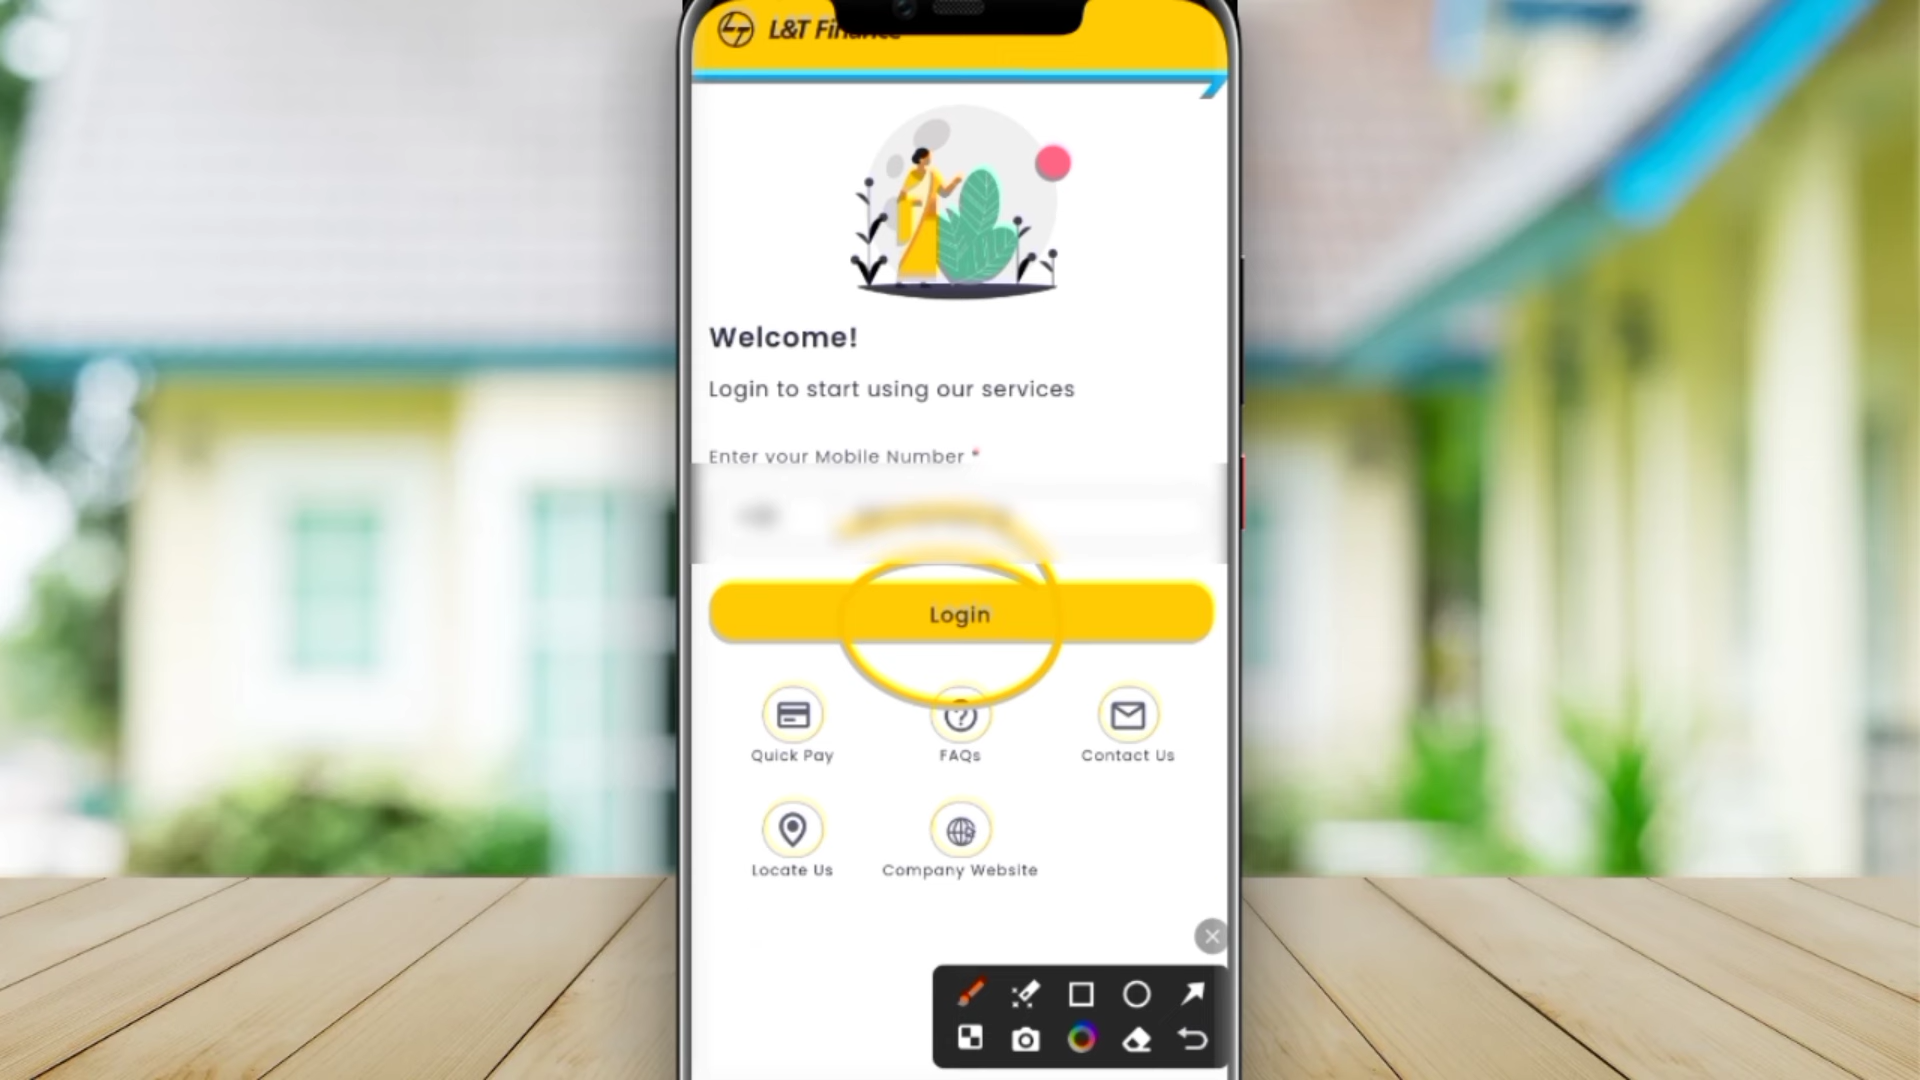 L&T Finance
Welcome!
Login to start using our services
Enter your Mobile Number *
Login
Quick Pay
FAQs
Contact Us
Locate Us
Company Website